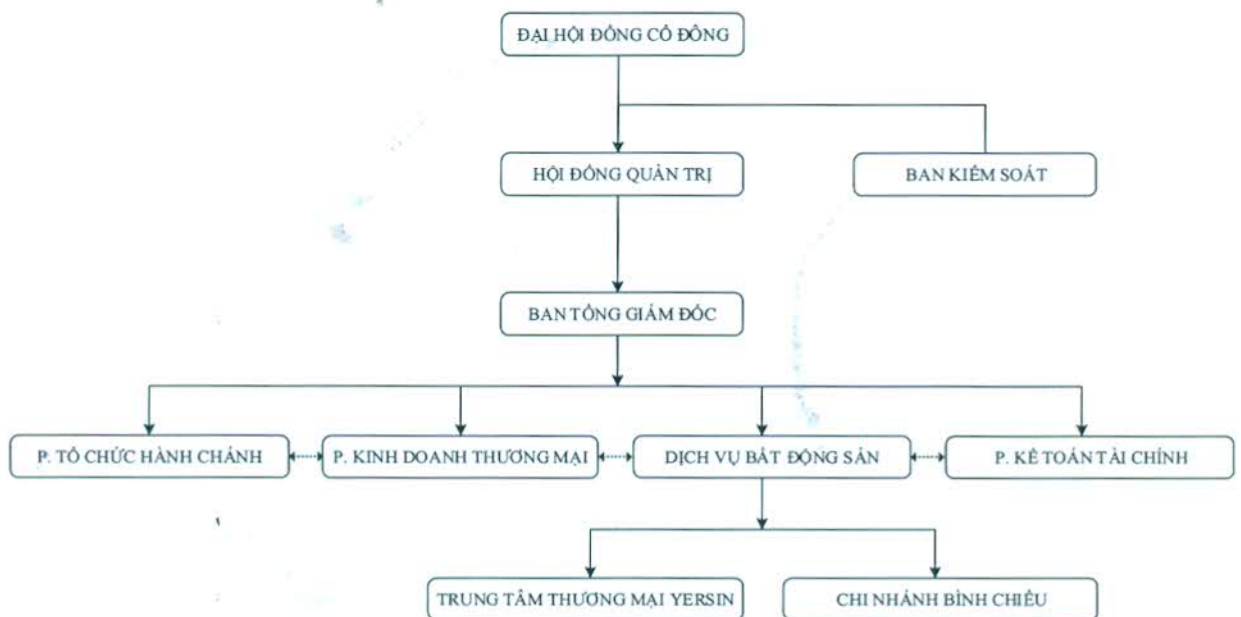 ĐẠI HỘI ĐỒNG CỔ ĐÔNG
HỘI ĐỒNG QUẢN TRỊ
BAN KIỂM SOÁT
BAN TỔNG GIÁM ĐỐC
P. TỔ CHỨC HÀNH CHÁNH
P. KINH DOANH THƯƠNG MẠI
DỊCH VỤ BẤT ĐỘNG SẢN
P. KẾ TOÁN TÀI CHÍNH
TRUNG TÂM THƯƠNG MẠI YERSIN
CHI NHÁNH BÌNH CHIỂU